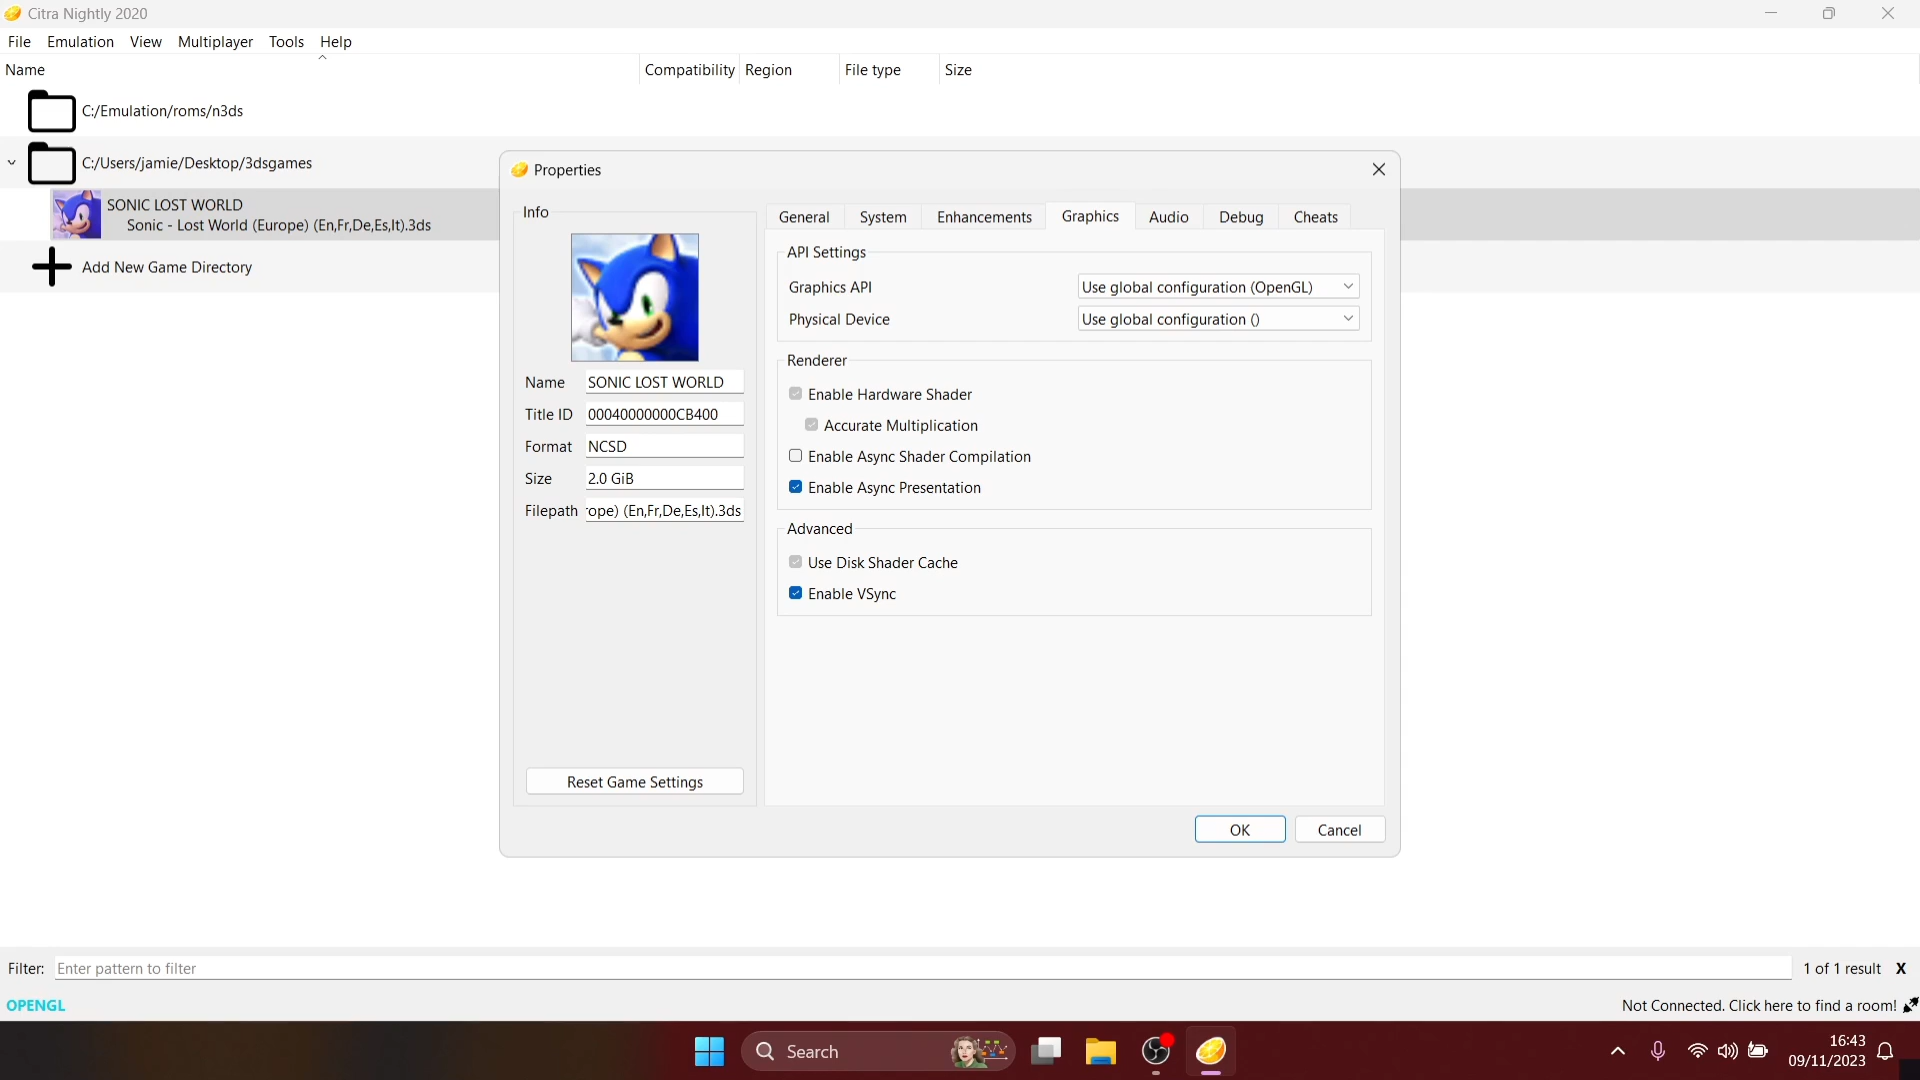 Citra Nightly 2020
File Emulation View Multiplayer Tools Help
Name Compatibility Region File type Size
C:/Emulation/roms/n3ds
C:/Users/jamie/Desktop/3dsgames
SONIC LOST WORLD
Sonic - Lost World (Europe) (En,Fr,De,Es,It).3ds
Add New Game Directory
Properties
Info
Name SONIC LOST WORLD
Title ID 00040000000CB400
Format NCSD
Size 2.0 GiB
Filepath rope) (En,Fr,De,Es,It).3ds
Reset Game Settings
General System Enhancements Graphics Audio Debug Cheats
API Settings
Graphics API Use global configuration (OpenGL)
Physical Device Use global configuration ()
Renderer
Enable Hardware Shader
Accurate Multiplication
Enable Async Shader Compilation
Enable Async Presentation
Advanced
Use Disk Shader Cache
Enable VSync
OK Cancel
Filter: Enter pattern to filter 1 of 1 result X
OPENGL Not Connected. Click here to find a room!
Search
16:43
09/11/2023